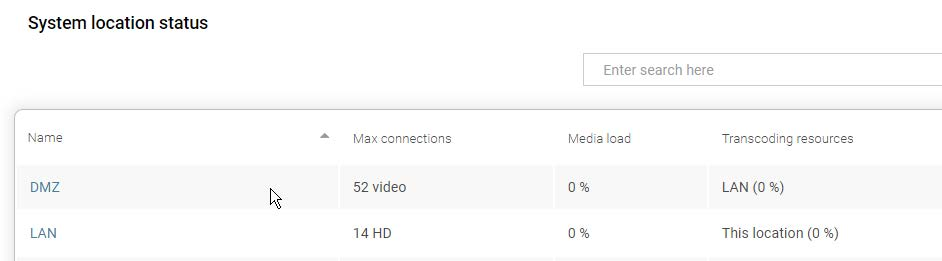 System location status
Enter search here
Name Max connections Media load Transcoding resources
DMZ 52 video 0 % LAN (0 %)
LAN 14 HD 0 % This location (0 %)